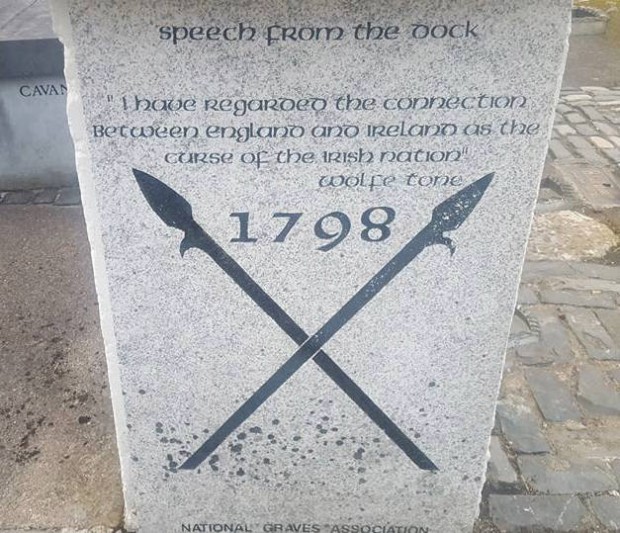 speech from the dock
CAVAN
"I have regarded the connection
between england and ireland as the
curse of the irish nation"
wolfe tone
1798
NATIONAL GRAVES ASSOCIATION